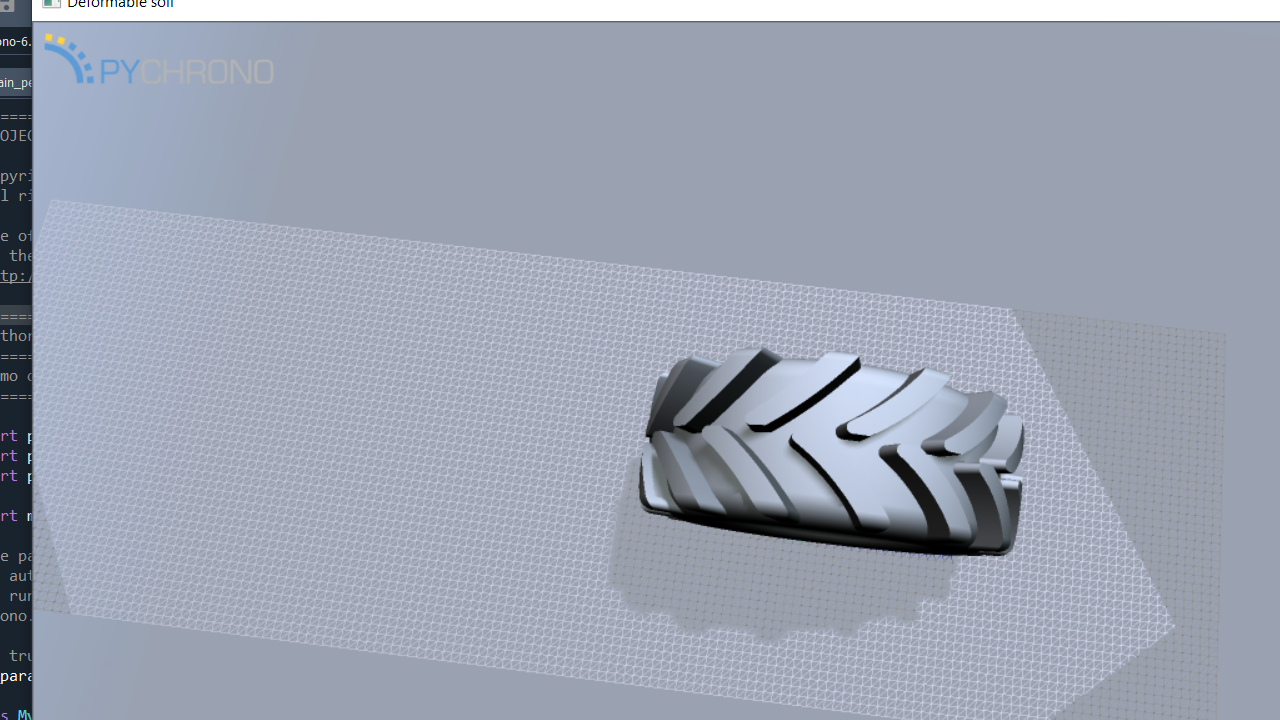 Deformable soil
ono-6.
PYCHRONO
ain_pe
====
OJEC
pyri
l ri
e of
the
tp:/
====
thor
====
mo d
====
rt p
rt p
rt p
rt m
e pa
aut
run
ono.
tru
para
s My